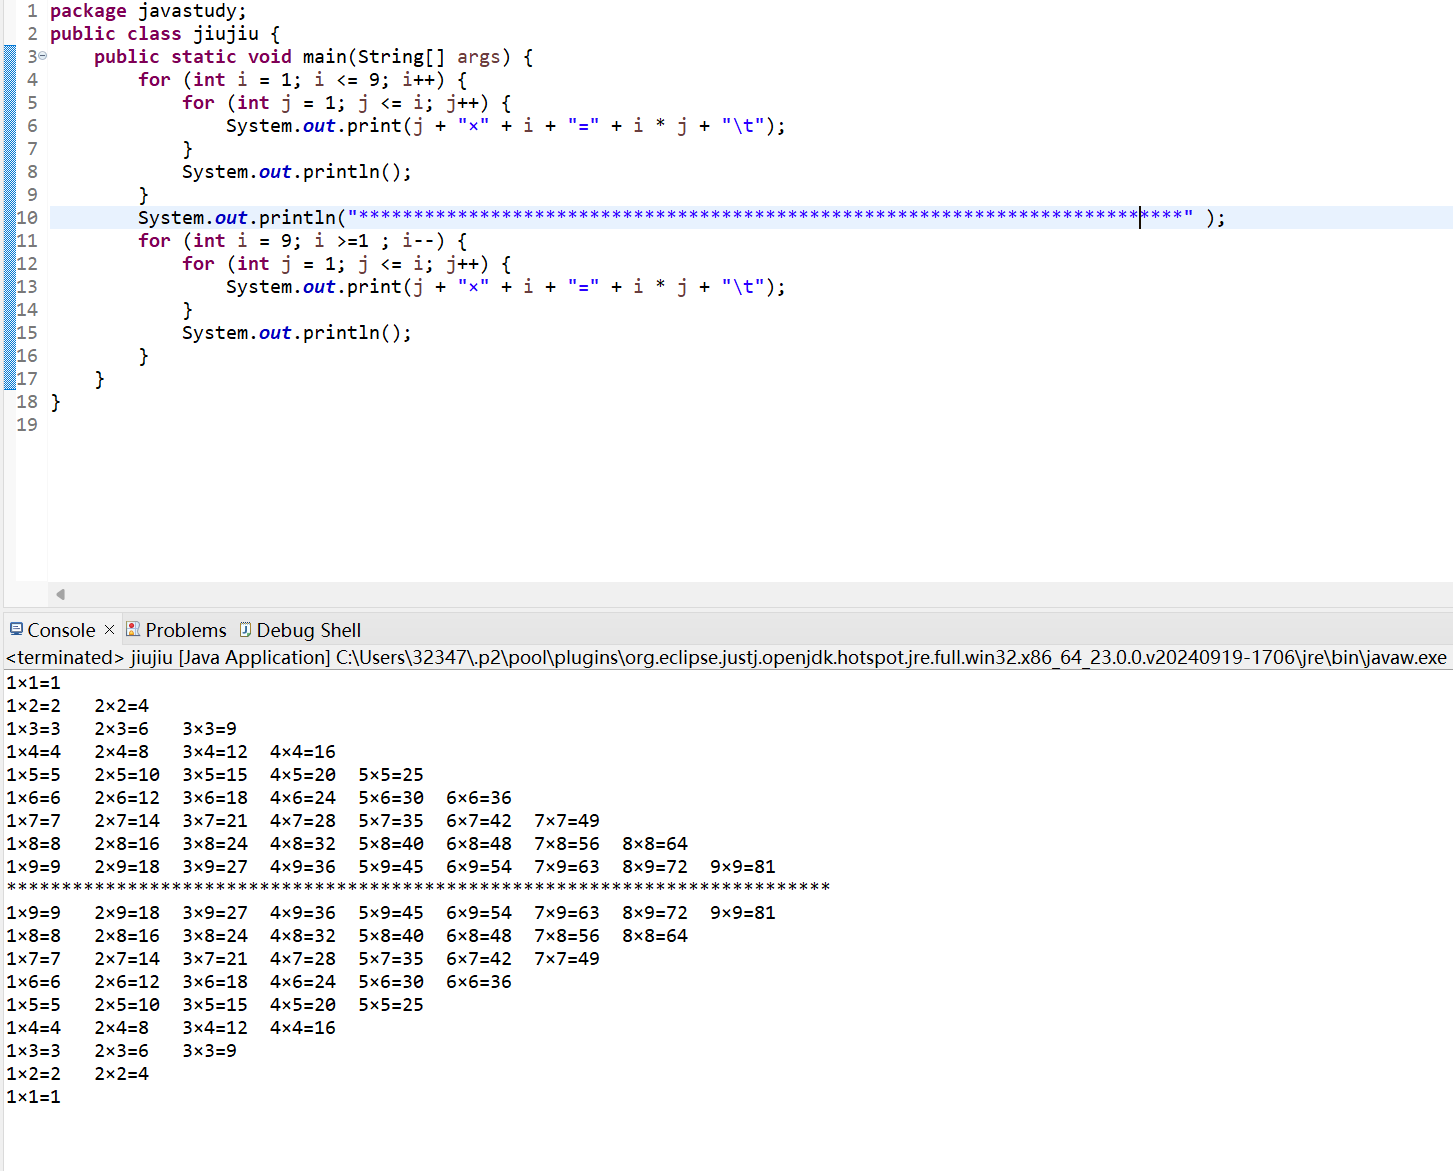 1 package javastudy;
2 public class jiujiu {
3 public static void main(String[] args) {
4 for (int i = 1; i <= 9; i++) {
5 for (int j = 1; j <= i; j++) {
6 System.out.print(j + "×" + i + "=" + i * j + "\t");
7 }
8 System.out.println();
9 }
10 System.out.println("***************************************************************************" );
11 for (int i = 9; i >=1 ; i--) {
12 for (int j = 1; j <= i; j++) {
13 System.out.print(j + "×" + i + "=" + i * j + "\t");
14 }
15 System.out.println();
16 }
17 }
18 }
19
Console × Problems Debug Shell
<terminated> jiujiu [Java Application] C:\Users\32347\.p2\pool\plugins\org.eclipse.justj.openjdk.hotspot.jre.full.win32.x86_64_23.0.0.v20240919-1706\jre\bin\javaw.exe
1×1=1
1×2=2 2×2=4
1×3=3 2×3=6 3×3=9
1×4=4 2×4=8 3×4=12 4×4=16
1×5=5 2×5=10 3×5=15 4×5=20 5×5=25
1×6=6 2×6=12 3×6=18 4×6=24 5×6=30 6×6=36
1×7=7 2×7=14 3×7=21 4×7=28 5×7=35 6×7=42 7×7=49
1×8=8 2×8=16 3×8=24 4×8=32 5×8=40 6×8=48 7×8=56 8×8=64
1×9=9 2×9=18 3×9=27 4×9=36 5×9=45 6×9=54 7×9=63 8×9=72 9×9=81
***************************************************************************
1×9=9 2×9=18 3×9=27 4×9=36 5×9=45 6×9=54 7×9=63 8×9=72 9×9=81
1×8=8 2×8=16 3×8=24 4×8=32 5×8=40 6×8=48 7×8=56 8×8=64
1×7=7 2×7=14 3×7=21 4×7=28 5×7=35 6×7=42 7×7=49
1×6=6 2×6=12 3×6=18 4×6=24 5×6=30 6×6=36
1×5=5 2×5=10 3×5=15 4×5=20 5×5=25
1×4=4 2×4=8 3×4=12 4×4=16
1×3=3 2×3=6 3×3=9
1×2=2 2×2=4
1×1=1